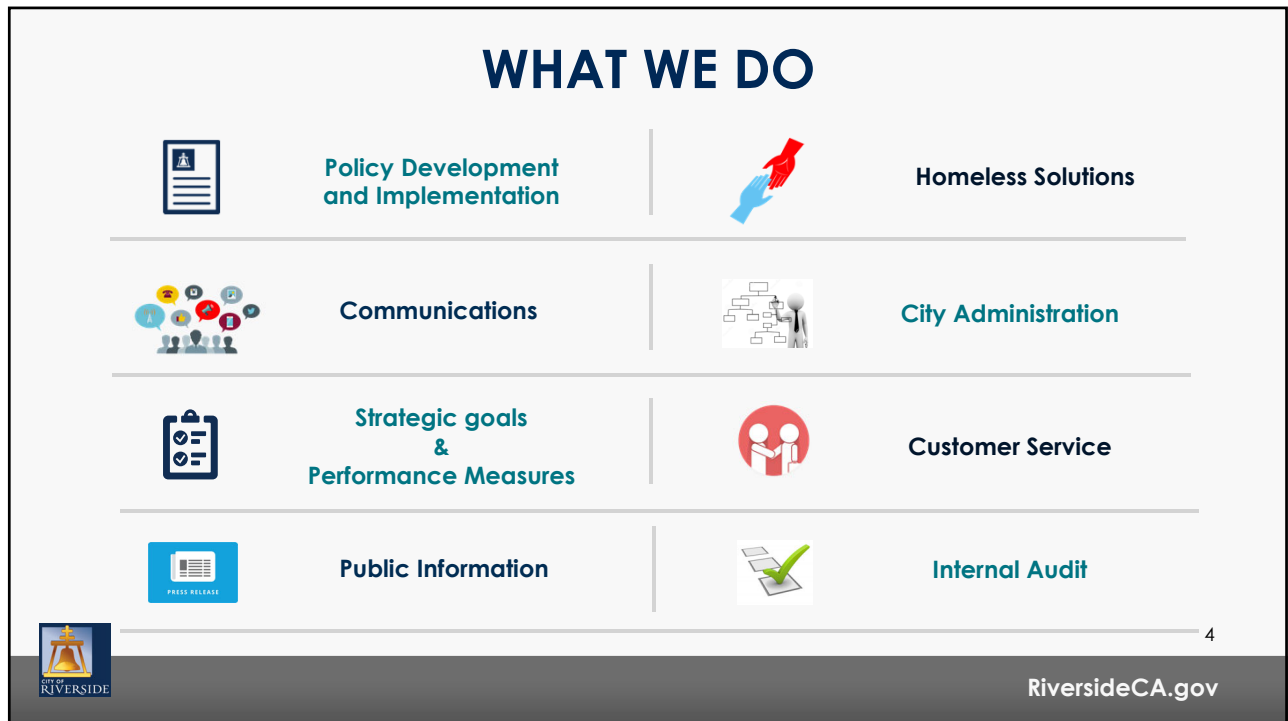 WHAT WE DO
Policy Development
and Implementation
Homeless Solutions
Communications
City Administration
Strategic goals
&
Performance Measures
Customer Service
PRESS RELEASE
Public Information
Internal Audit
4
CITY OF
RIVERSIDE
RiversideCA.gov